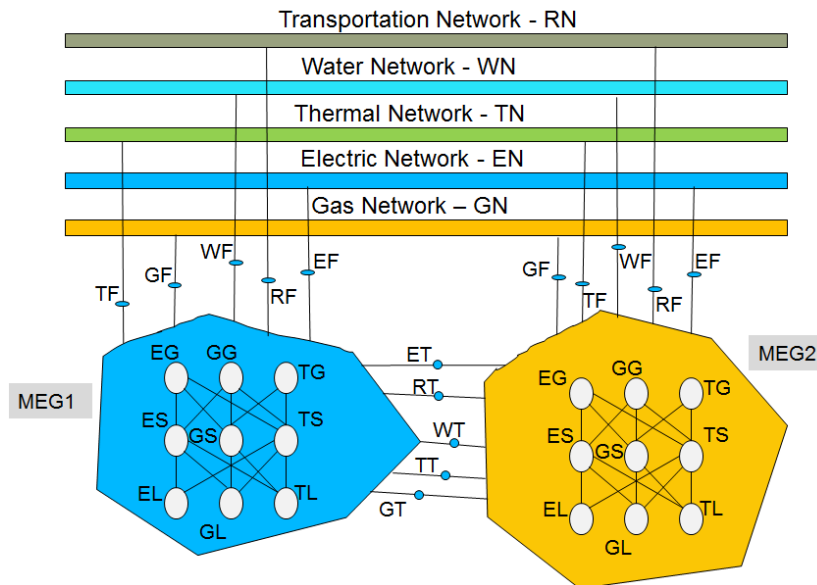 Transportation Network - RN
Water Network - WN
Thermal Network - TN
Electric Network - EN
Gas Network – GN
TF
GF
WF
RF
EF
GF
TF
WF
RF
EF
MEG1
EG
GG
TG
ES
GS
TS
EL
GL
TL
ET
RT
WT
TT
GT
MEG2
EG
GG
TG
ES
GS
TS
EL
GL
TL